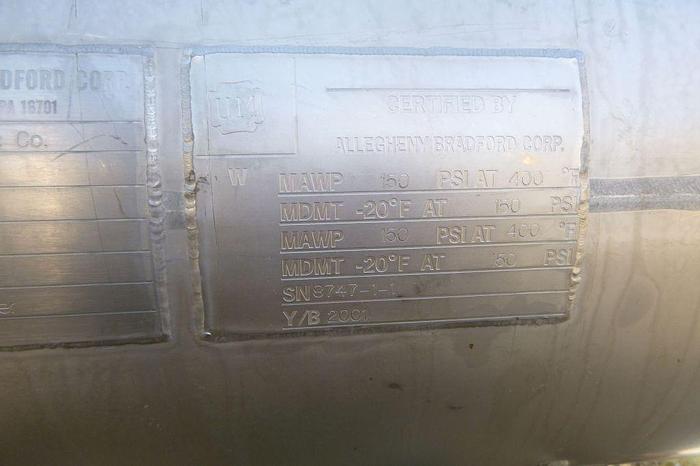 DFORD CORP.
PA 16701
Co.
UM
CERTIFIED BY
ALLEGHENY BRADFORD CORP.
W MAWP 150 PSI AT 400 °F
MDMT -20°F AT 150 PSI
MAWP 150 PSI AT 400 °F
MDMT -20°F AT 150 PSI
SN 8747-1-1
Y/B 2001